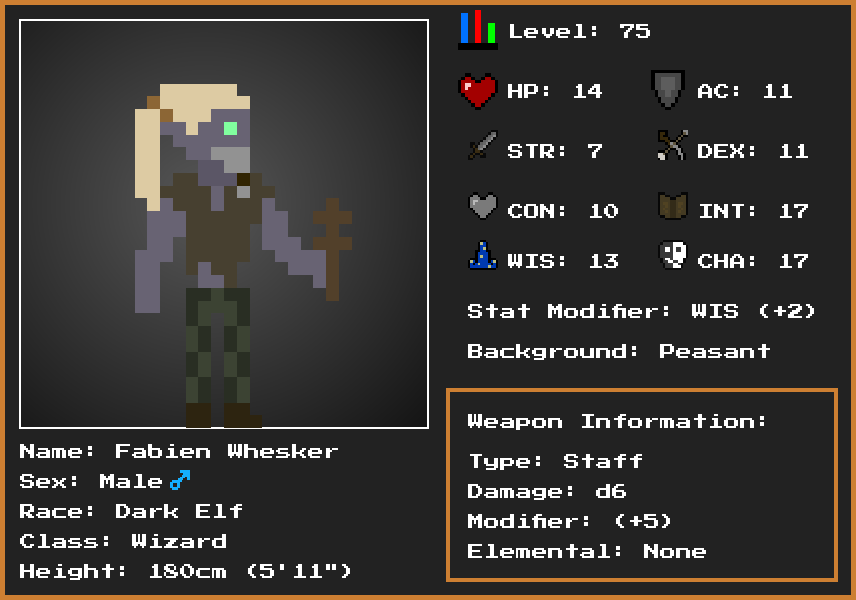 Level: 75
HP: 14
AC: 11
STR: 7
DEX: 11
CON: 10
INT: 17
WIS: 13
CHA: 17
Stat Modifier: WIS (+2)
Background: Peasant
Weapon Information:
Type: Staff
Damage: d6
Modifier: (+5)
Elemental: None
Name: Fabien Whesker
Sex: Male♂
Race: Dark Elf
Class: Wizard
Height: 180cm (5'11")